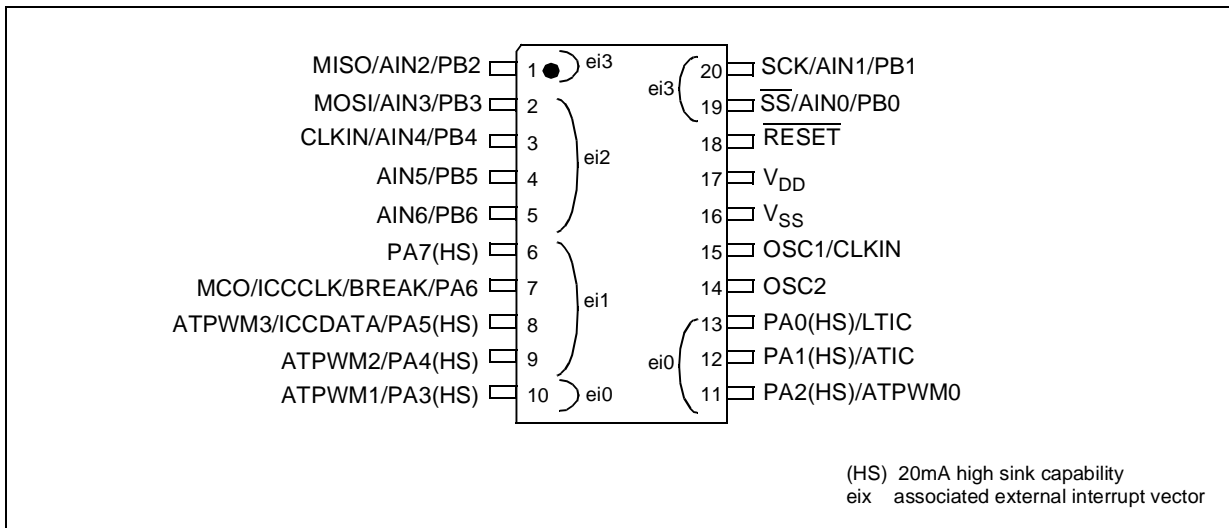 MISO/AIN2/PB2 1 ei3
MOSI/AIN3/PB3 2
CLKIN/AIN4/PB4 3
ei2
AIN5/PB5 4
AIN6/PB6 5
PA7(HS) 6
MCO/ICCCLK/BREAK/PA6 7
ei1
ATPWM3/ICCDATA/PA5(HS) 8
ATPWM2/PA4(HS) 9
ATPWM1/PA3(HS) 10 ei0
20 SCK/AIN1/PB1
ei3
19 S̅S̅/AIN0/PB0
18 R̅E̅S̅E̅T̅
17 VDD
16 VSS
15 OSC1/CLKIN
14 OSC2
13 PA0(HS)/LTIC
ei0 12 PA1(HS)/ATIC
11 PA2(HS)/ATPWM0
(HS) 20mA high sink capability
eix associated external interrupt vector